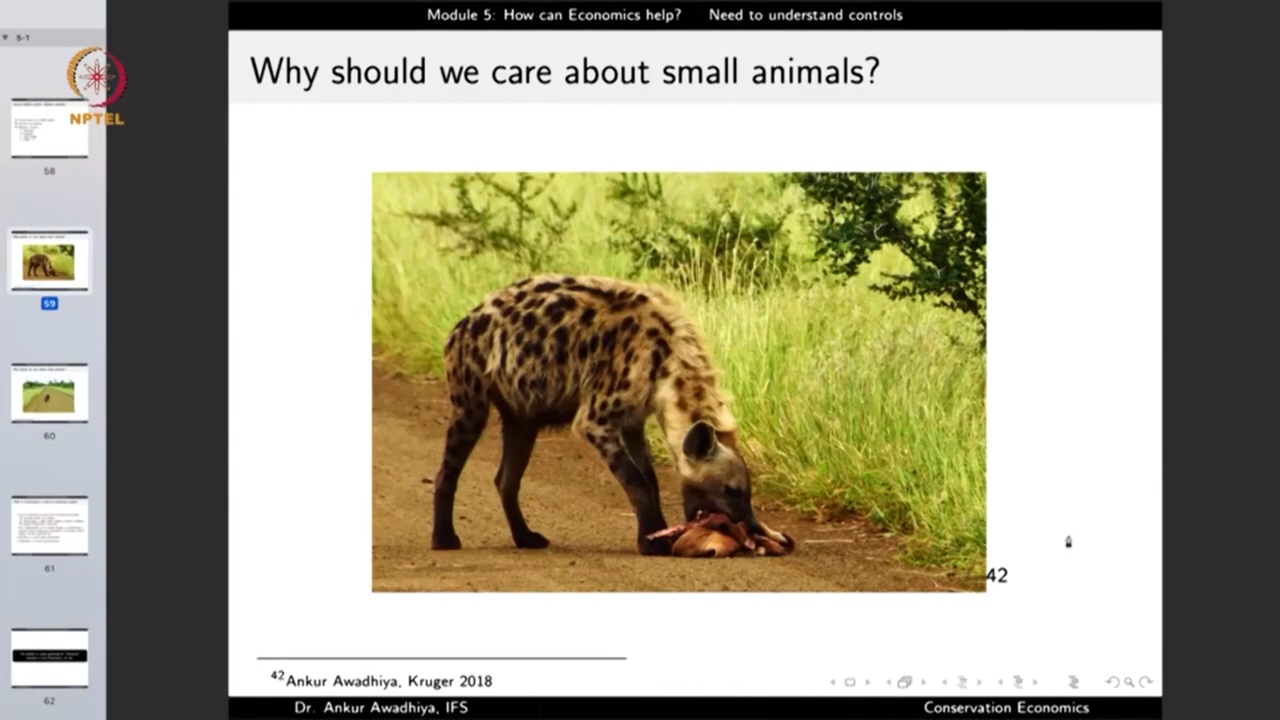 Module 5: How can Economics help? Need to understand controls
5-1
NPTEL
Why should we care about small animals?
58
59
60
61
62
42
42 Ankur Awadhiya, Kruger 2018
Dr. Ankur Awadhiya, IFS Conservation Economics